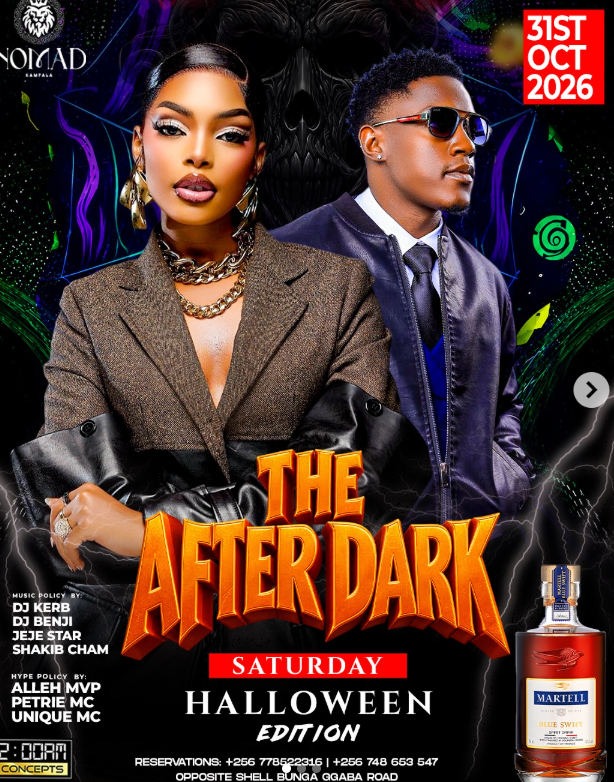 NOMAD
KAMPALA
31ST
OCT
2026
THE
AFTER DARK
SATURDAY
HALLOWEEN
EDITION
MUSIC POLICY BY:
DJ KERB
DJ BENJI
JEJE STAR
SHAKIB CHAM
HYPE POLICY BY:
ALLEH MVP
PETRIE MC
UNIQUE MC
2:00AM
CONCEPTS
MARTELL
BLUE SWIFT
SPIRIT DRINK
RESERVATIONS: +256 778522316 | +256 748 653 547
OPPOSITE SHELL BUNGA GGABA ROAD